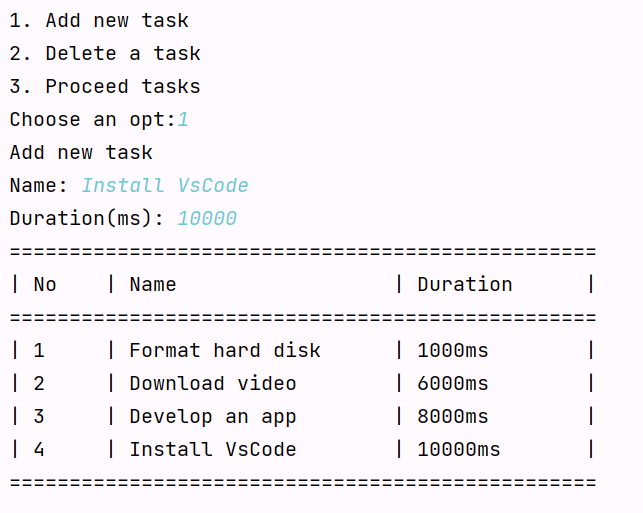 1. Add new task
2. Delete a task
3. Proceed tasks
Choose an opt:1
Add new task
Name: Install VsCode
Duration(ms): 10000
=================================================
| No    | Name                  | Duration      |
=================================================
| 1     | Format hard disk      | 1000ms        |
| 2     | Download video        | 6000ms        |
| 3     | Develop an app        | 8000ms        |
| 4     | Install VsCode        | 10000ms       |
=================================================